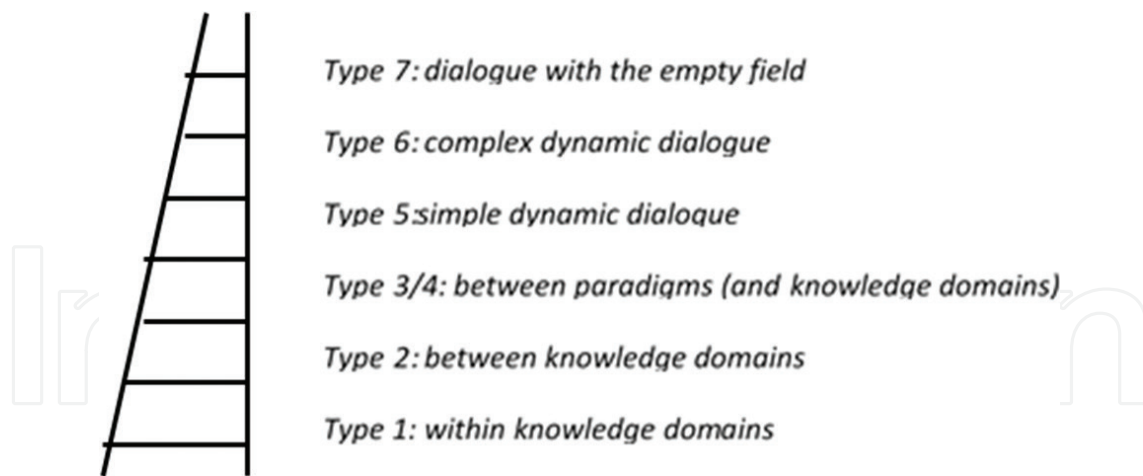 Type 7: dialogue with the empty field
Type 6: complex dynamic dialogue
Type 5:simple dynamic dialogue
Type 3/4: between paradigms (and knowledge domains)
Type 2: between knowledge domains
Type 1: within knowledge domains